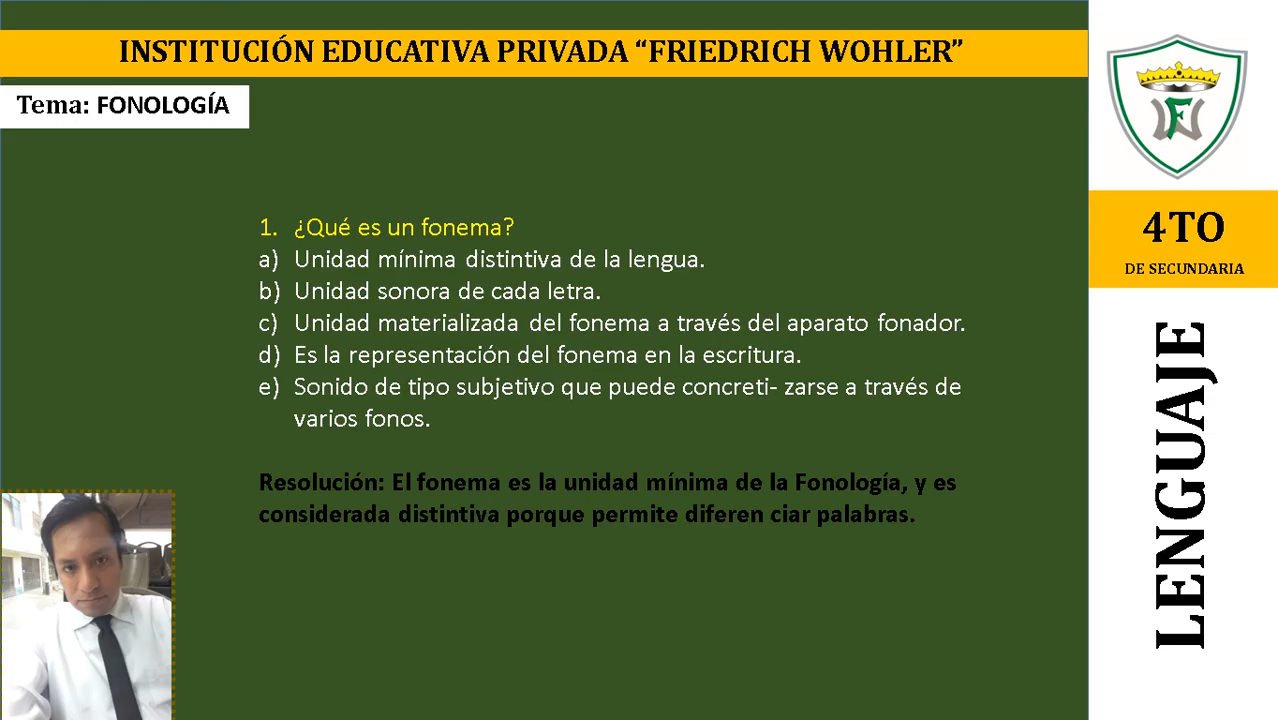 INSTITUCIÓN EDUCATIVA PRIVADA “FRIEDRICH WOHLER”
Tema: FONOLOGÍA
1. ¿Qué es un fonema?
a) Unidad mínima distintiva de la lengua.
b) Unidad sonora de cada letra.
c) Unidad materializada del fonema a través del aparato fonador.
d) Es la representación del fonema en la escritura.
e) Sonido de tipo subjetivo que puede concreti- zarse a través de
varios fonos.
Resolución: El fonema es la unidad mínima de la Fonología, y es
considerada distintiva porque permite diferen ciar palabras.
FW
4TO
DE SECUNDARIA
LENGUAJE